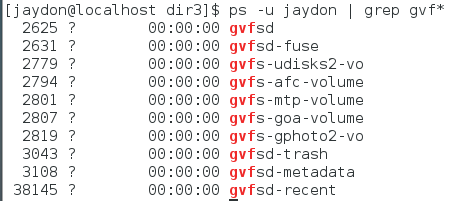 [jaydon@localhost dir3]$ ps -u jaydon | grep gvf*
2625 ?        00:00:00 gvfsd
2631 ?        00:00:00 gvfsd-fuse
2779 ?        00:00:00 gvfs-udisks2-vo
2794 ?        00:00:00 gvfs-afc-volume
2801 ?        00:00:00 gvfs-mtp-volume
2807 ?        00:00:00 gvfs-goa-volume
2819 ?        00:00:00 gvfs-gphoto2-vo
3043 ?        00:00:00 gvfsd-trash
3108 ?        00:00:00 gvfsd-metadata
38145 ?        00:00:00 gvfsd-recent